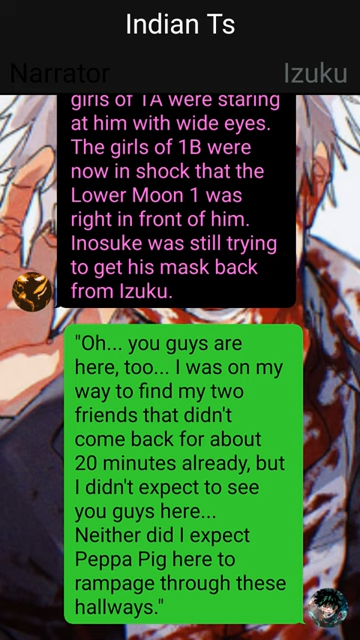 Indian Ts
Narrator
Izuku
girls of 1A were staring
at him with wide eyes.
The girls of 1B were
now in shock that the
Lower Moon 1 was
right in front of him.
Inosuke was still trying
to get his mask back
from Izuku.
"Oh... you guys are
here, too... I was on my
way to find my two
friends that didn't
come back for about
20 minutes already, but
I didn't expect to see
you guys here...
Neither did I expect
Peppa Pig here to
rampage through these
hallways."